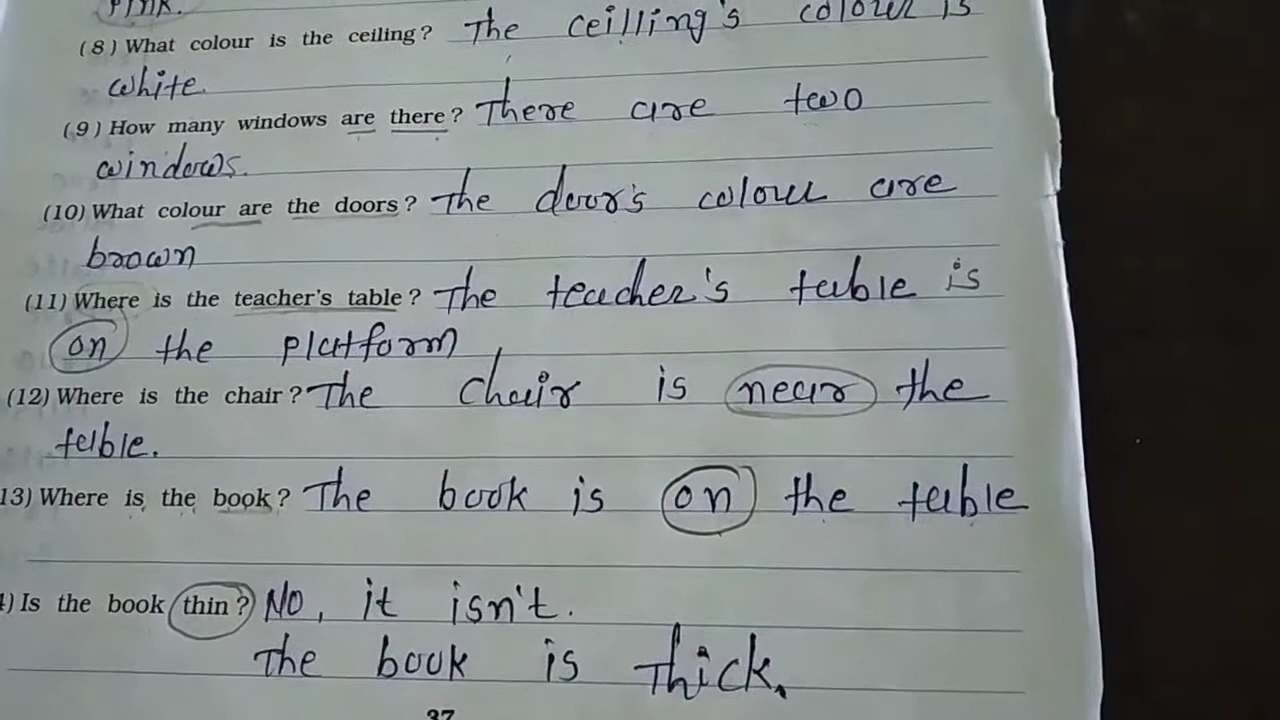 Pink.
(8) What colour is the ceiling? The ceilling's colour is
white.
(9) How many windows are there? There are two
windows.
(10) What colour are the doors? The door's colour are
brown
(11) Where is the teacher's table? The teacher's table is
on the platform
(12) Where is the chair? The chair is near the
table.
13) Where is the book? The book is on the table
4) Is the book thin? No, it isn't.
The book is Thick.
37